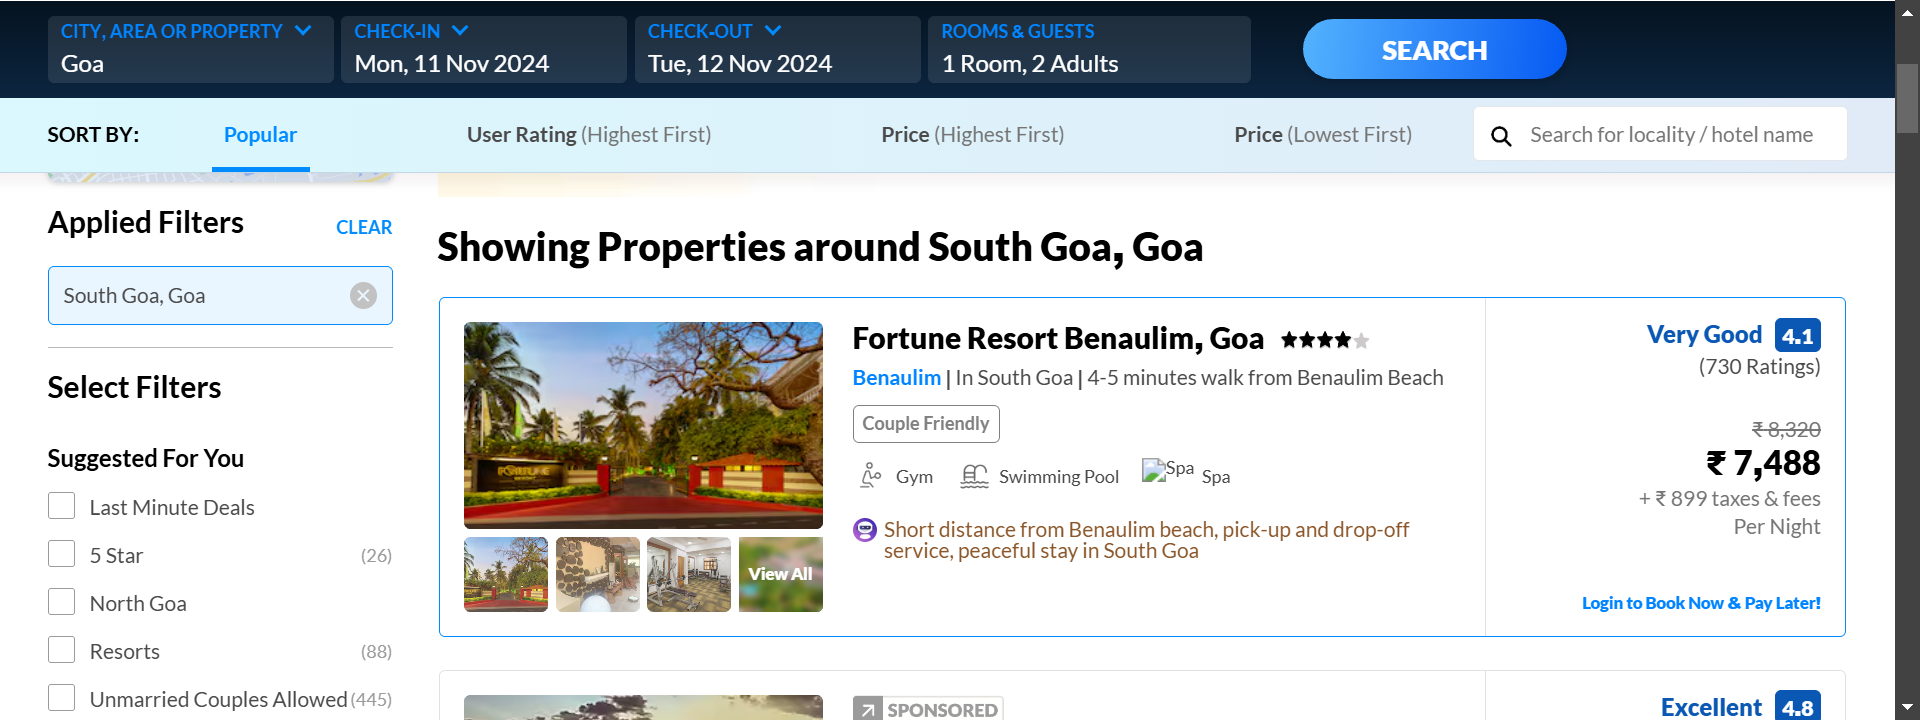 CITY, AREA OR PROPERTY
Goa
CHECK-IN
Mon, 11 Nov 2024
CHECK-OUT
Tue, 12 Nov 2024
ROOMS & GUESTS
1 Room, 2 Adults
SEARCH
SORT BY:
Popular
User Rating (Highest First)
Price (Highest First)
Price (Lowest First)
Search for locality / hotel name
Applied Filters
CLEAR
South Goa, Goa
Select Filters
Suggested For You
Last Minute Deals
5 Star (26)
North Goa
Resorts (88)
Unmarried Couples Allowed (445)
Showing Properties around South Goa, Goa
FORTUNE
View All
Fortune Resort Benaulim, Goa
Benaulim | In South Goa | 4-5 minutes walk from Benaulim Beach
Couple Friendly
Gym
Swimming Pool
Spa
Spa
Short distance from Benaulim beach, pick-up and drop-off
service, peaceful stay in South Goa
Very Good 4.1
(730 Ratings)
₹ 8,320
₹ 7,488
+ ₹ 899 taxes & fees
Per Night
Login to Book Now & Pay Later!
SPONSORED
Excellent 4.8